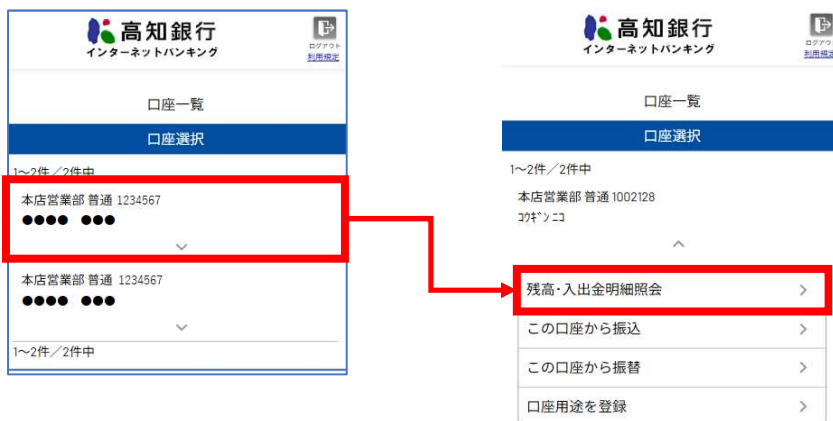 高知銀行
インターネットバンキング
ログアウト
利用規定
口座一覧
口座選択
1～2件／2件中
本店営業部 普通 1234567
●●●● ●●●
本店営業部 普通 1234567
●●●● ●●●
1～2件／2件中
高知銀行
インターネットバンキング
ログアウ
利用規定
口座一覧
口座選択
1～2件／2件中
本店営業部 普通 1002128
ｺｳｷﾞﾝ ﾆｺ
残高･入出金明細照会
この口座から振込
この口座から振替
口座用途を登録